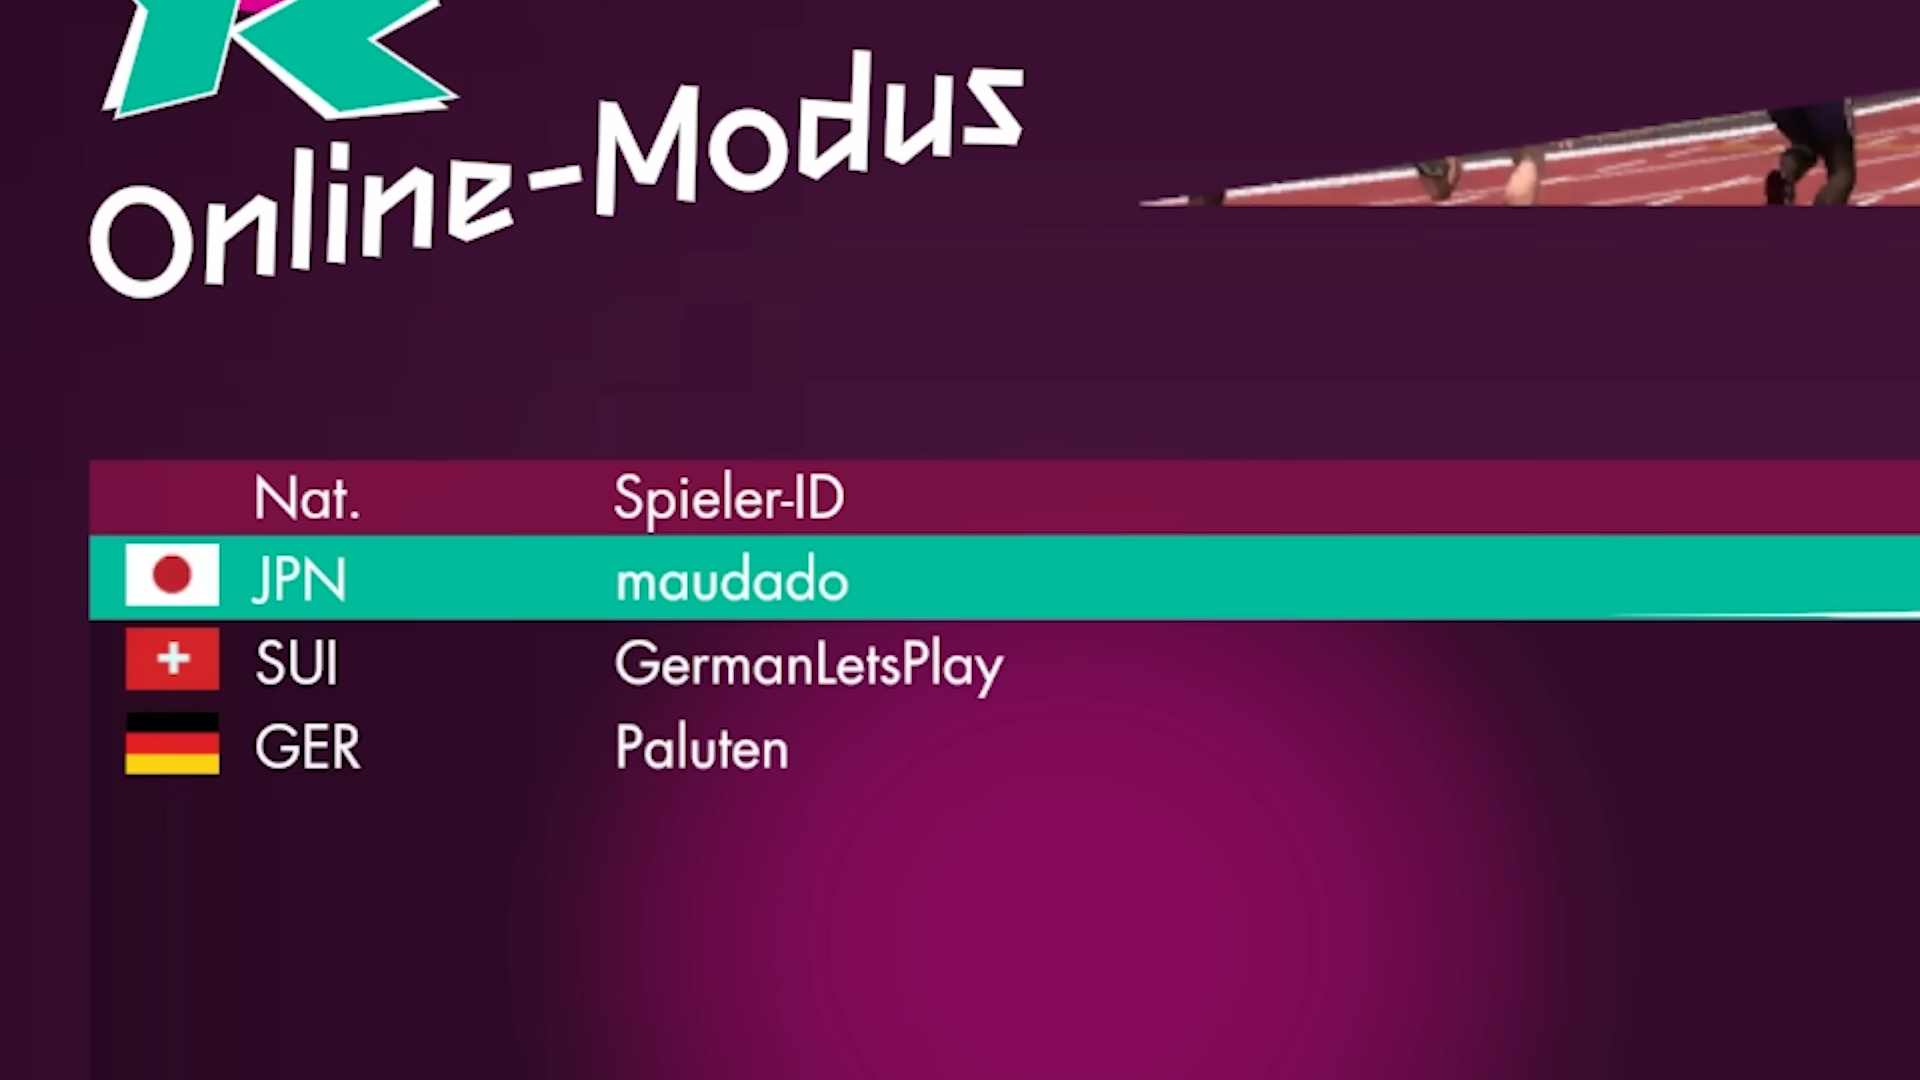 Online-Modus
Nat. Spieler-ID
JPN maudado
SUI GermanLetsPlay
GER Paluten